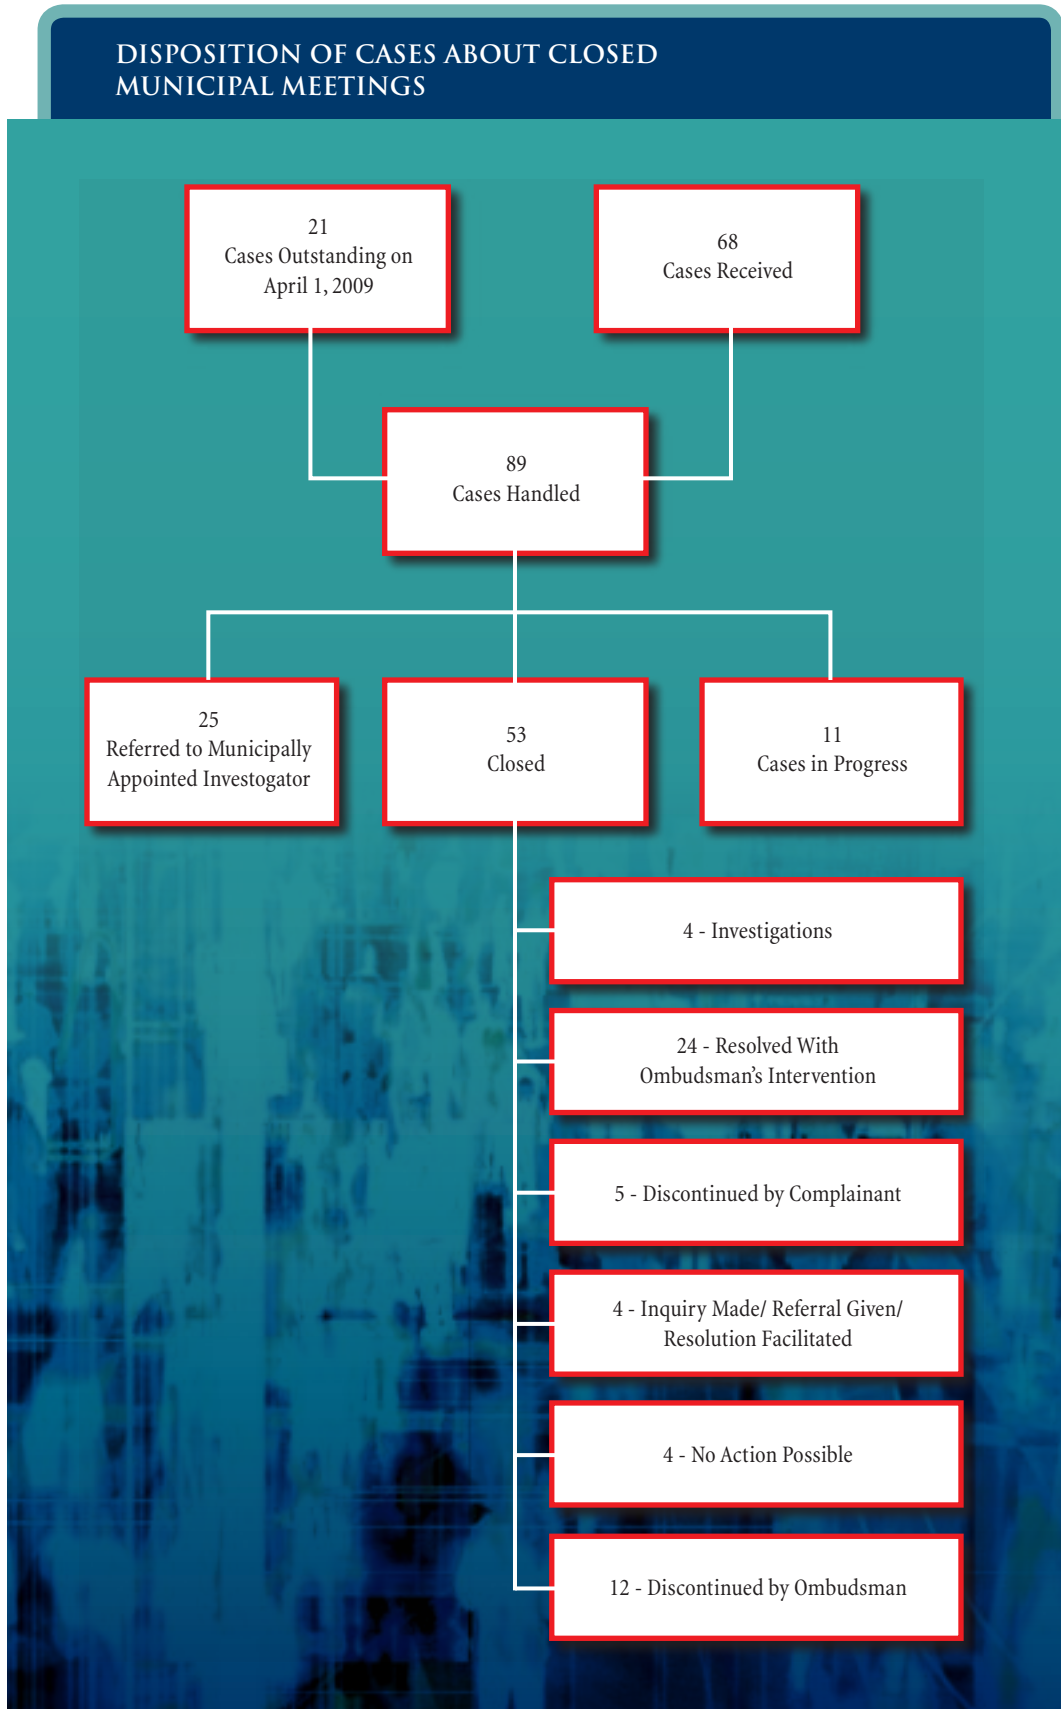 DISPOSITION OF CASES ABOUT CLOSED
MUNICIPAL MEETINGS
21
Cases Outstanding on
April 1, 2009
68
Cases Received
89
Cases Handled
25
Referred to Municipally
Appointed Investogator
53
Closed
11
Cases in Progress
4 - Investigations
24 - Resolved With
Ombudsman's Intervention
5 - Discontinued by Complainant
4 - Inquiry Made/ Referral Given/
Resolution Facilitated
4 - No Action Possible
12 - Discontinued by Ombudsman